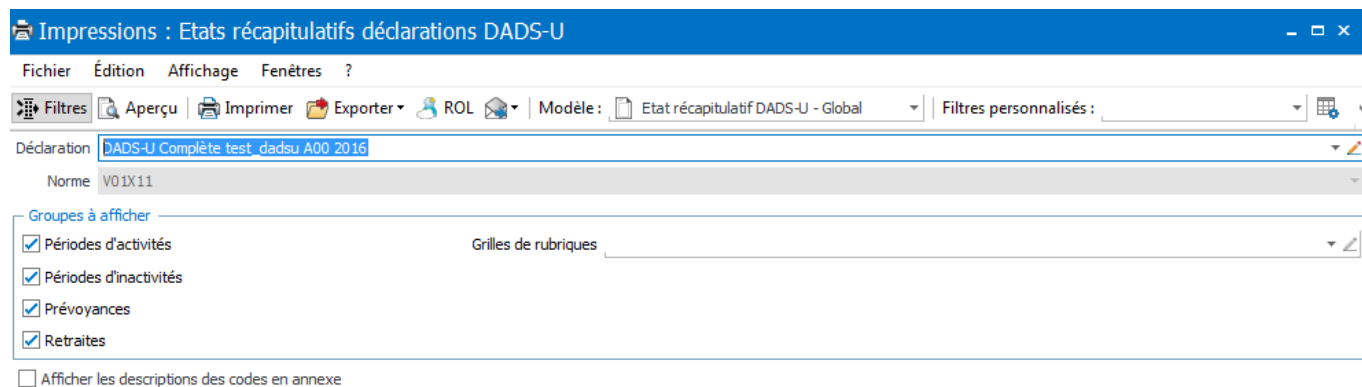 Impressions : Etats récapitulatifs déclarations DADS-U
Fichier Édition Affichage Fenêtres ?
Filtres Aperçu Imprimer Exporter ROL Modèle : Etat récapitulatif DADS-U - Global Filtres personnalisés :
Déclaration DADS-U Complète test_dadsu A00 2016
Norme V01X11
Groupes à afficher
Périodes d'activités Grilles de rubriques
Périodes d'inactivités
Prévoyances
Retraites
Afficher les descriptions des codes en annexe